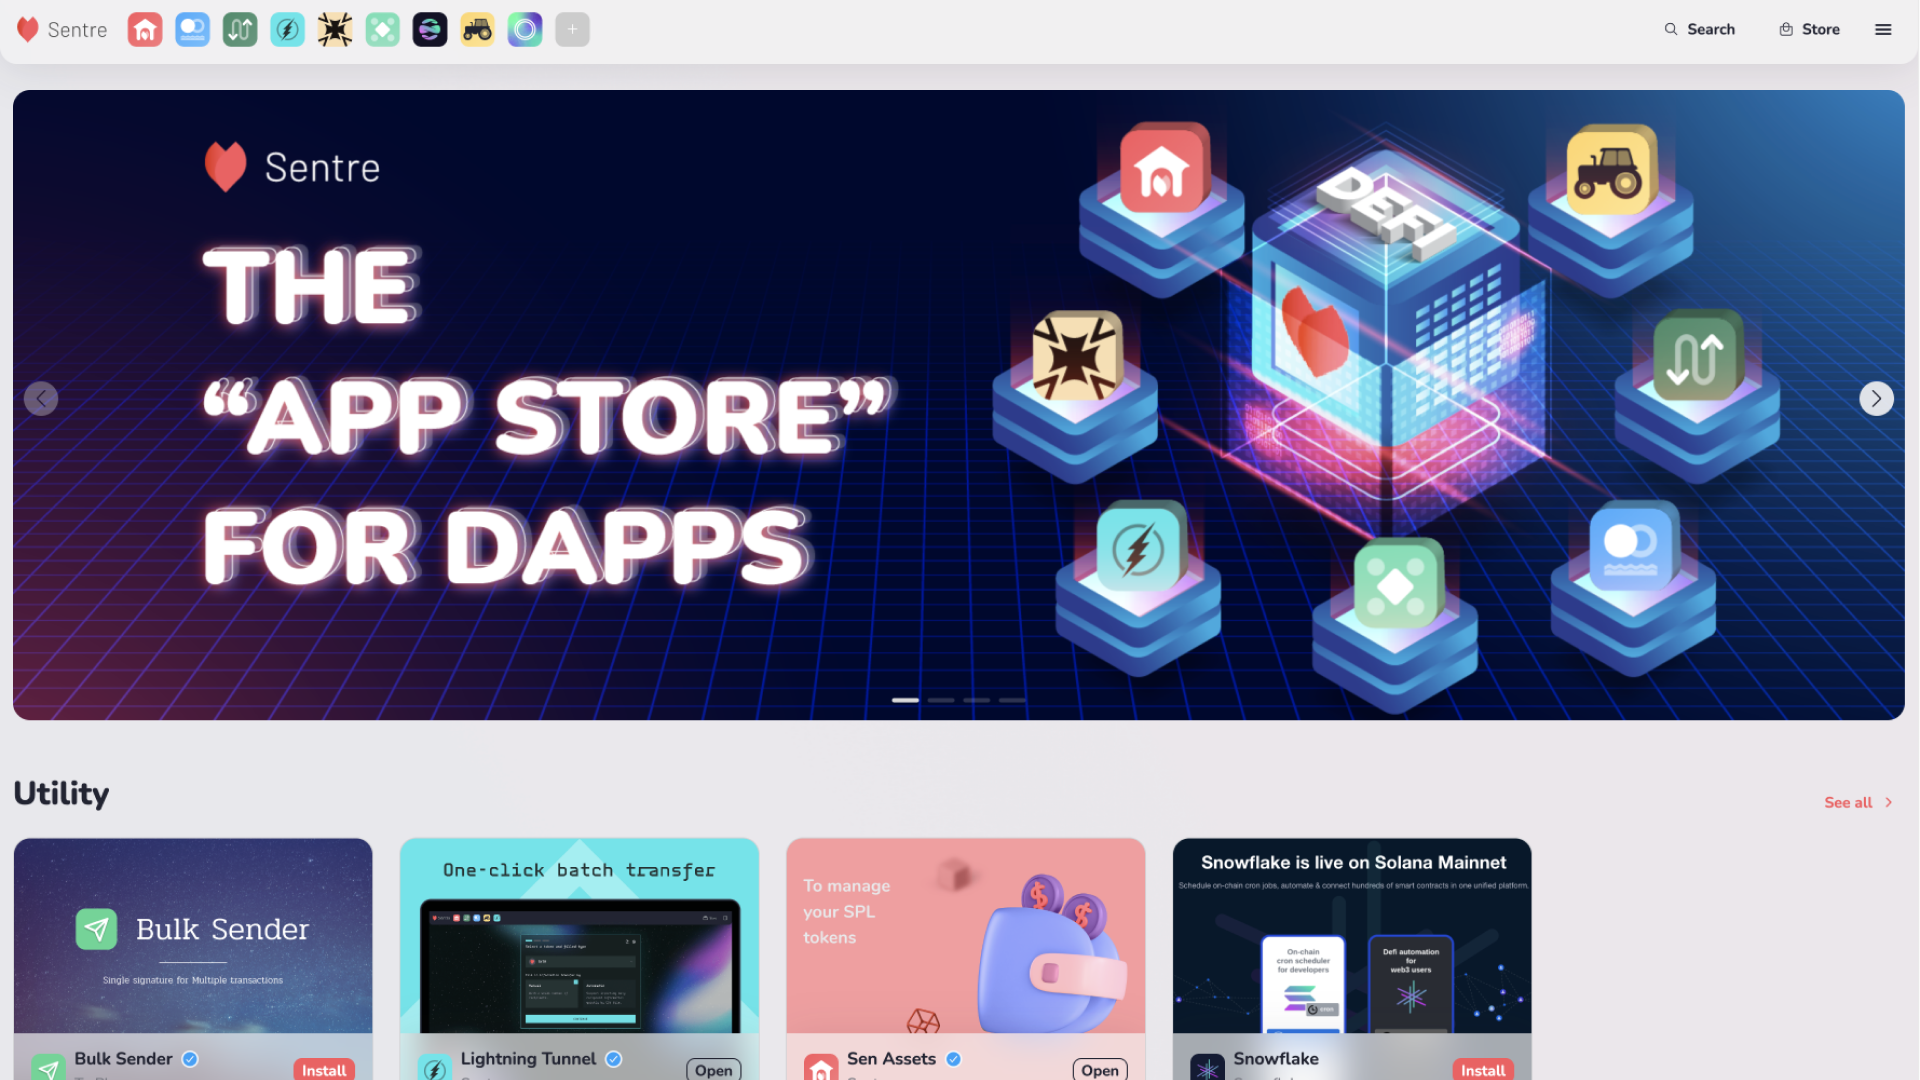 Sentre
Search
Store
Sentre
DEFI
THE
“APP STORE”
FOR DAPPS
Utility
See all
Bulk Sender
Single signature for Multiple transactions
Bulk Sender
Install
One-click batch transfer
Lightning Tunnel
Open
To manage
your SPL
tokens
Sen Assets
Open
Snowflake is live on Solana Mainnet
Schedule on-chain cron jobs, automate & connect hundreds of smart contracts in one unified platform.
On-chain
cron scheduler
for developers
Defi automation
for
web3 users
Snowflake
Install